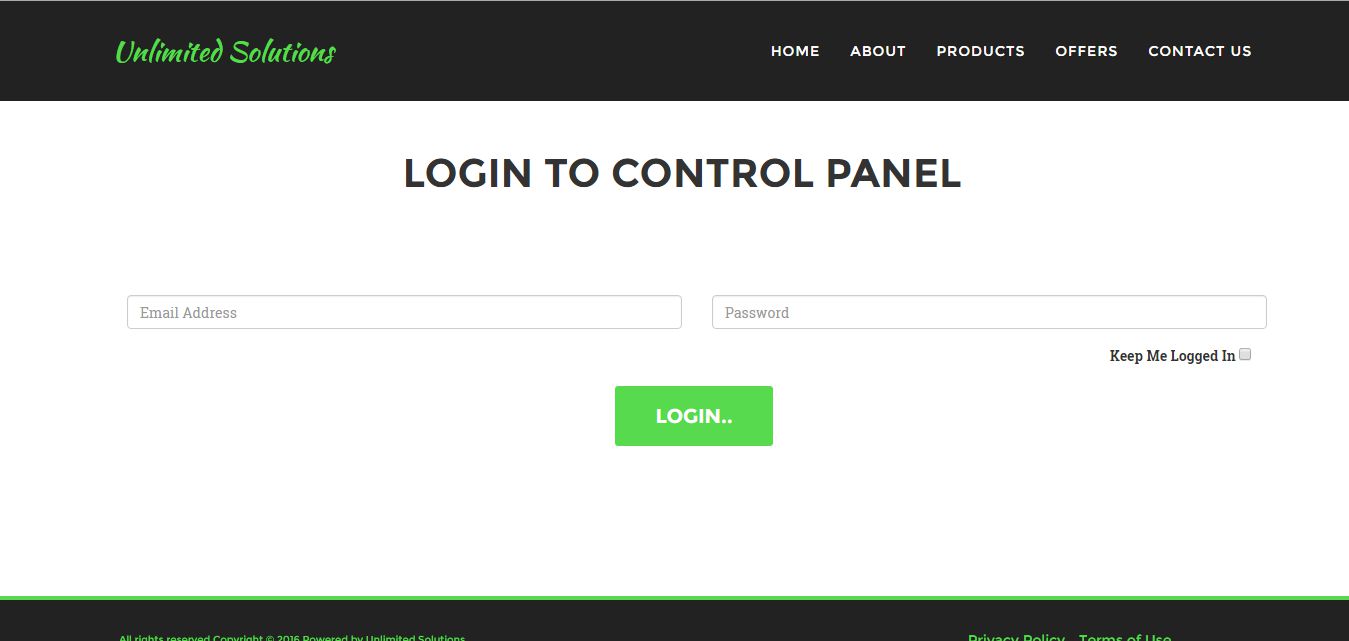 Unlimited Solutions
HOME ABOUT PRODUCTS OFFERS CONTACT US
LOGIN TO CONTROL PANEL
Email Address Password
Keep Me Logged In
LOGIN..
All rights reserved Copyright © 2016 Powered by Unlimited Solutions
Privacy Policy Terms of Use